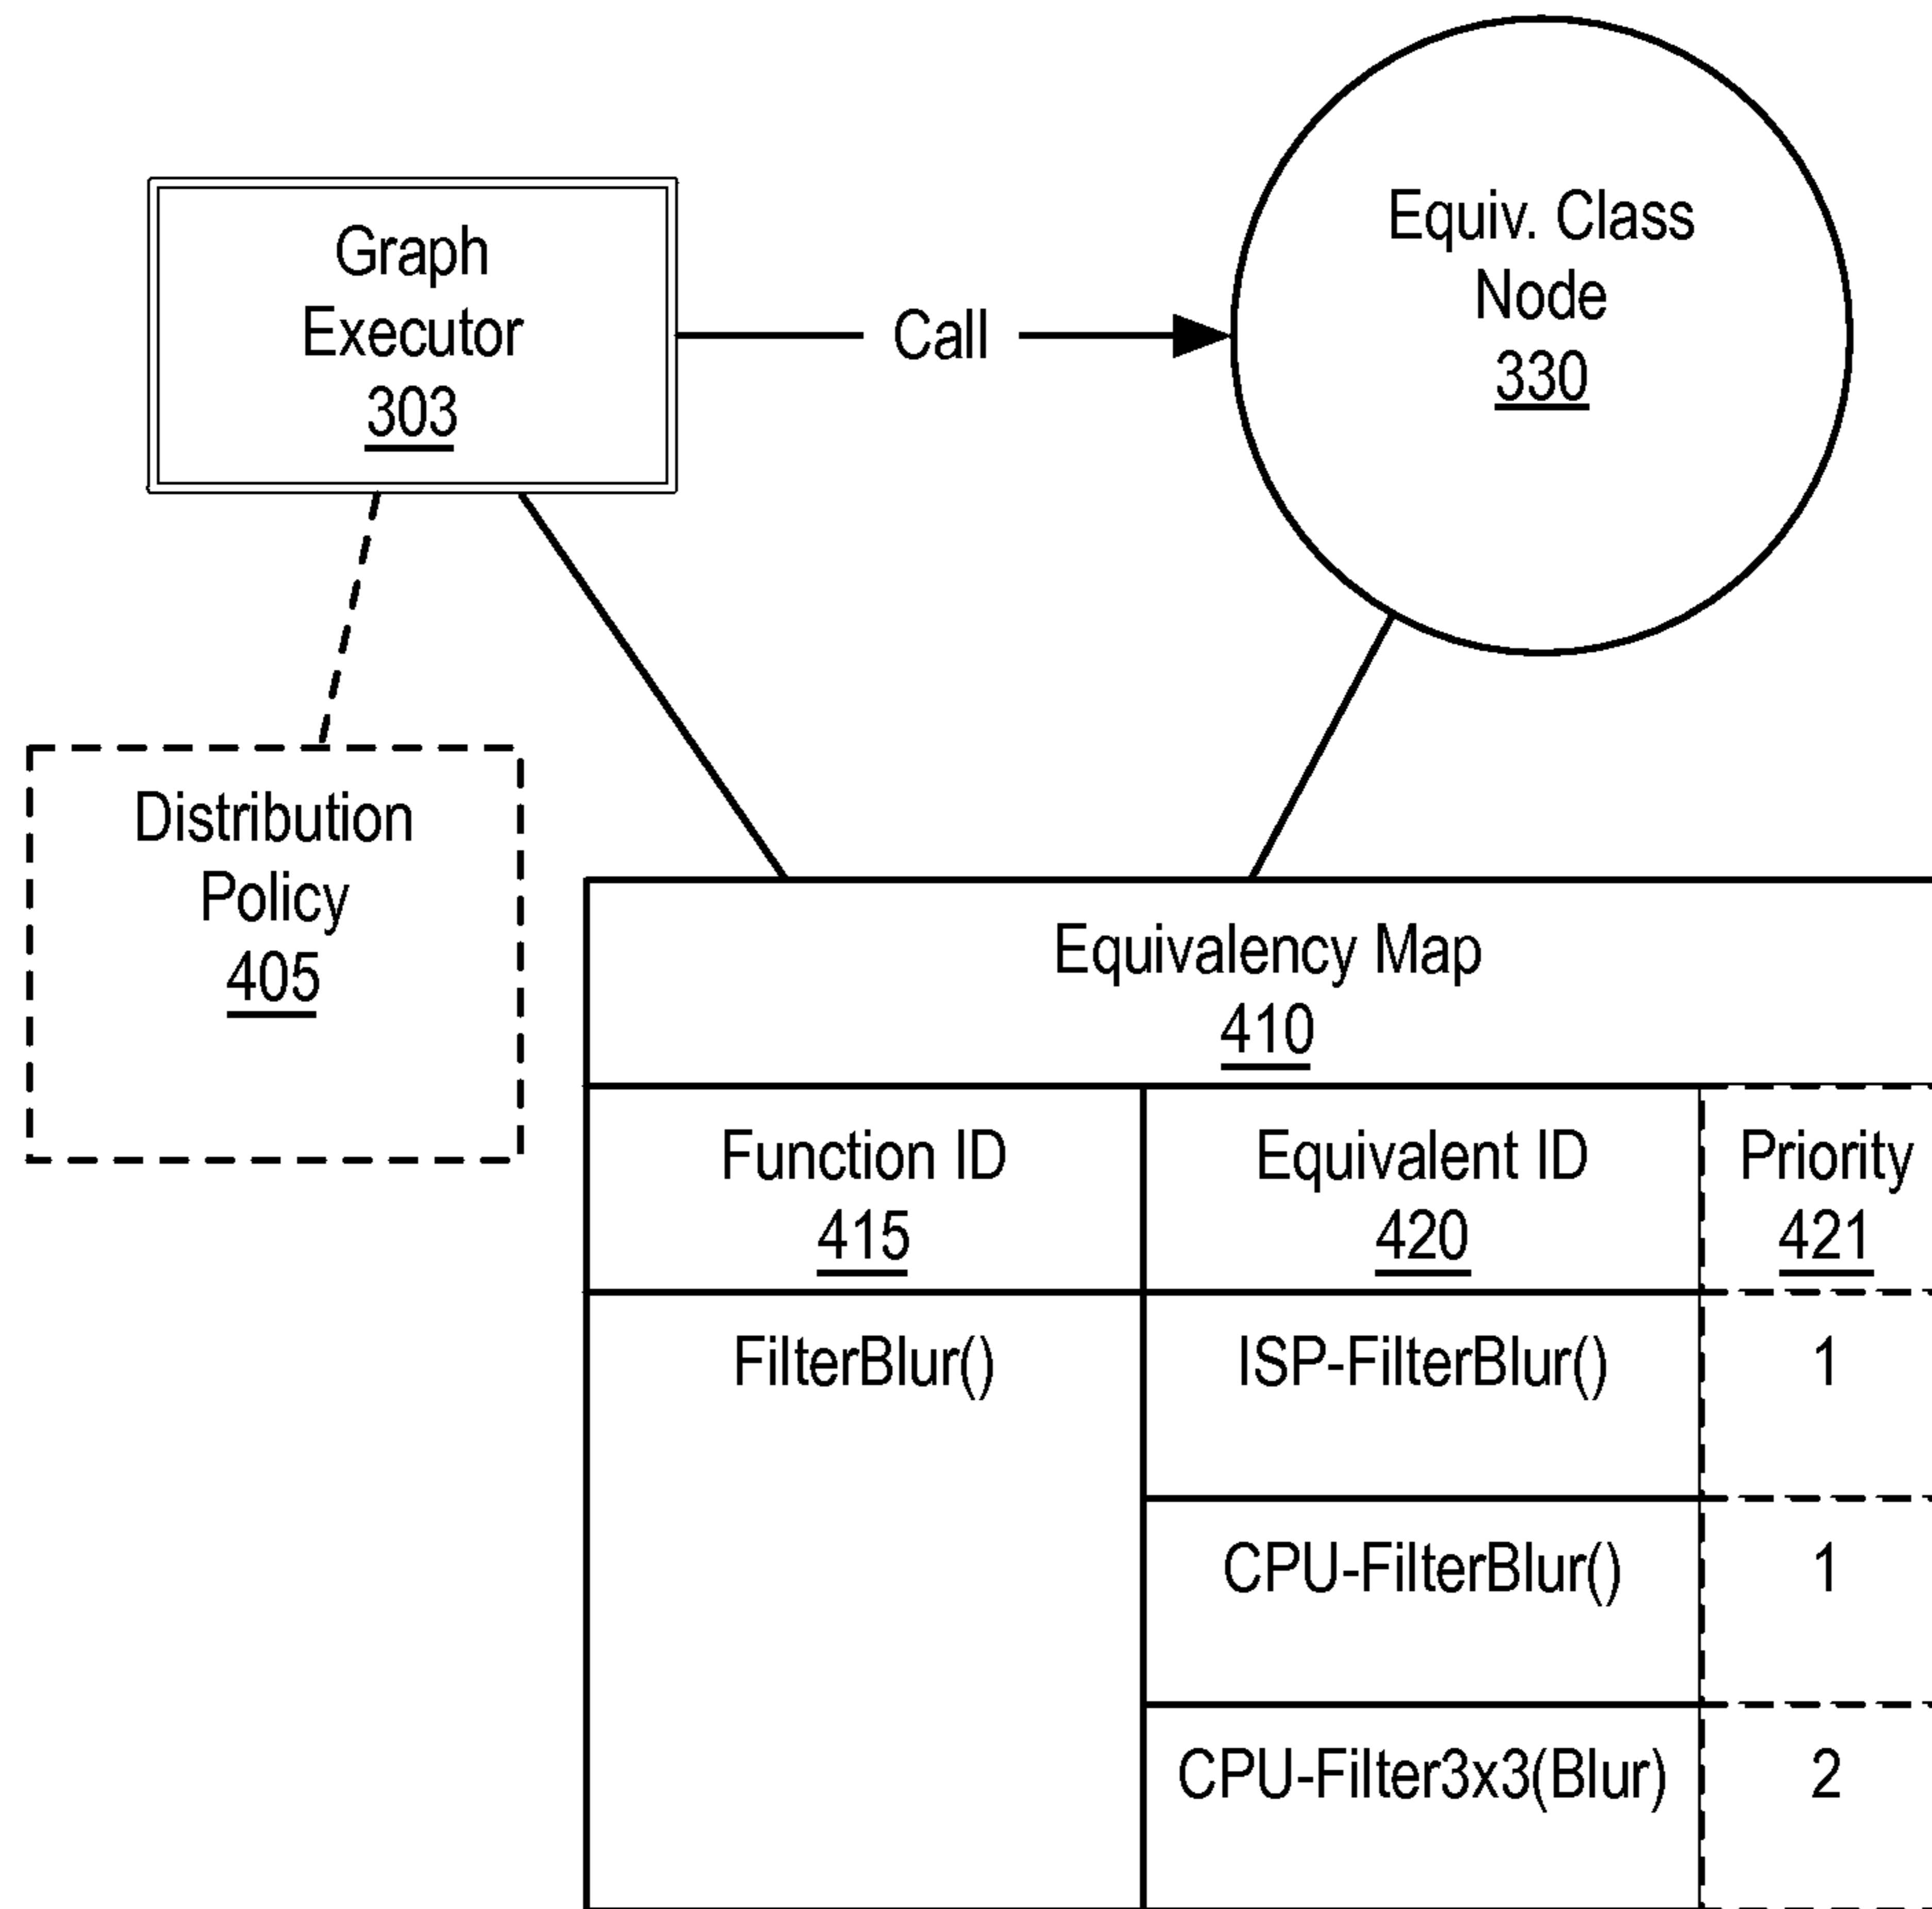 Graph
Executor
303
Call
Equiv. Class
Node
330
Distribution
Policy
405
Equivalency Map
410
Function ID
415
Equivalent ID
420
Priority
421
FilterBlur()
ISP-FilterBlur()
1
CPU-FilterBlur()
1
CPU-Filter3x3(Blur)
2